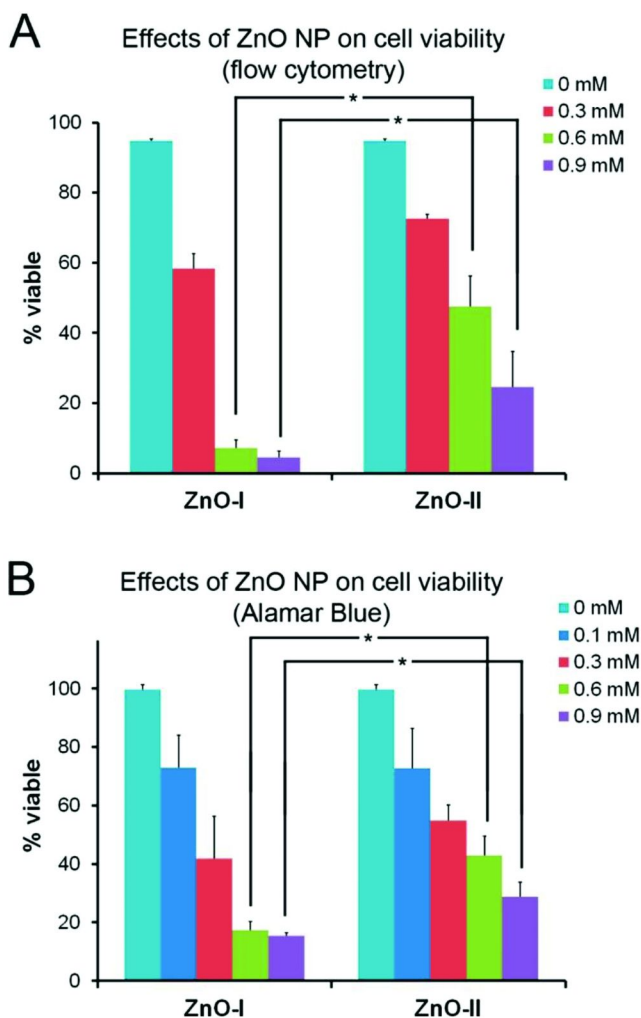 A
Effects of ZnO NP on cell viability
(flow cytometry)
0 mM
0.3 mM
0.6 mM
0.9 mM
*
*
100
80
60
40
20
0
% viable
ZnO-I
ZnO-II
B
Effects of ZnO NP on cell viability
(Alamar Blue)
0 mM
0.1 mM
0.3 mM
0.6 mM
0.9 mM
*
*
100
80
60
40
20
0
% viable
ZnO-I
ZnO-II